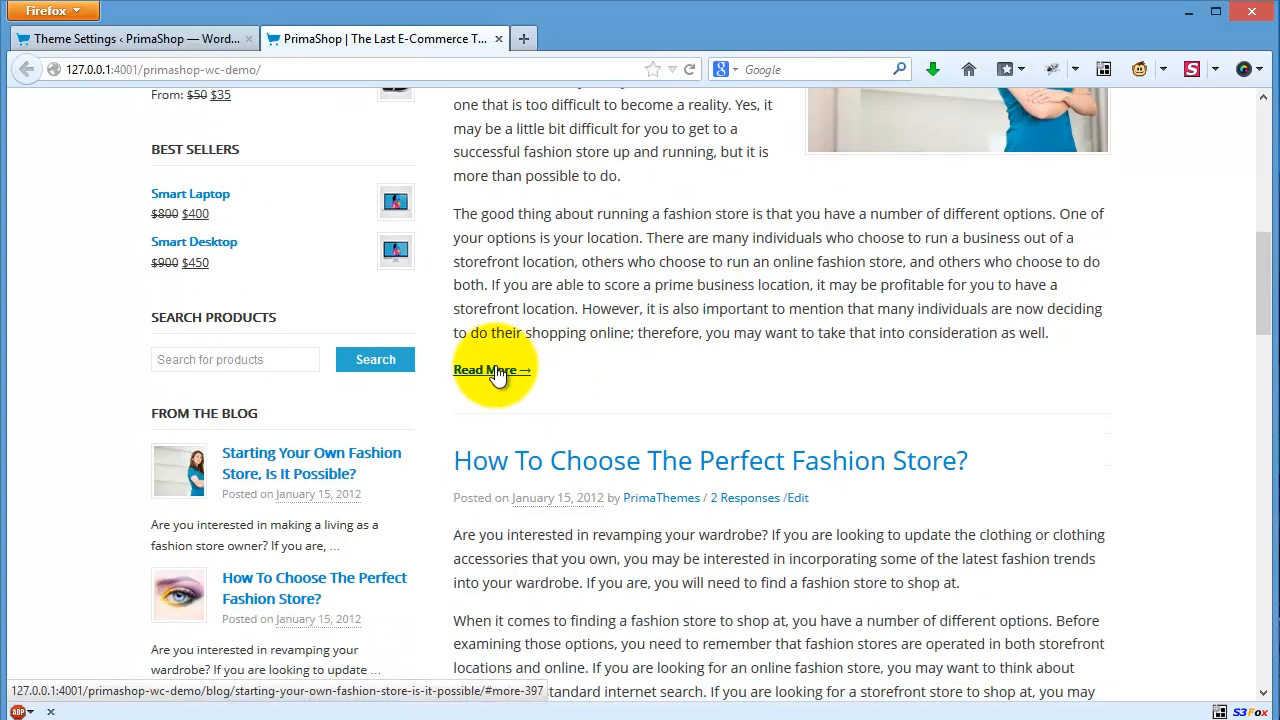 Firefox
Theme Settings ‹ PrimaShop — Word...
PrimaShop | The Last E-Commerce T...
127.0.0.1:4001/primashop-wc-demo/
Google
From: $50 $35
BEST SELLERS
Smart Laptop
$800 $400
Smart Desktop
$900 $450
SEARCH PRODUCTS
Search for products
Search
FROM THE BLOG
Starting Your Own Fashion
Store, Is It Possible?
Posted on January 15, 2012
Are you interested in making a living as a
fashion store owner? If you are, …
How To Choose The Perfect
Fashion Store?
Posted on January 15, 2012
Are you interested in revamping your
wardrobe? If you are looking to update …
one that is too difficult to become a reality. Yes, it
may be a little bit difficult for you to get to a
successful fashion store up and running, but it is
more than possible to do.
The good thing about running a fashion store is that you have a number of different options. One of
your options is your location. There are many individuals who choose to run a business out of a
storefront location, others who choose to run an online fashion store, and others who choose to do
both. If you are able to score a prime business location, it may be profitable for you to have a
storefront location. However, it is also important to mention that many individuals are now deciding
to do their shopping online; therefore, you may want to take that into consideration as well.
Read More →
How To Choose The Perfect Fashion Store?
Posted on January 15, 2012 by PrimaThemes / 2 Responses /Edit
Are you interested in revamping your wardrobe? If you are looking to update the clothing or clothing
accessories that you own, you may be interested in incorporating some of the latest fashion trends
into your wardrobe. If you are, you will need to find a fashion store to shop at.
When it comes to finding a fashion store to shop at, you have a number of different options. Before
examining those options, you need to remember that fashion stores are operated in both storefront
locations and online. If you are looking for an online fashion store, you may want to think about
standard internet search. If you are looking for a storefront store to shop at, you may
127.0.0.1:4001/primashop-wc-demo/blog/starting-your-own-fashion-store-is-it-possible/#more-397
ABP
S3Fox